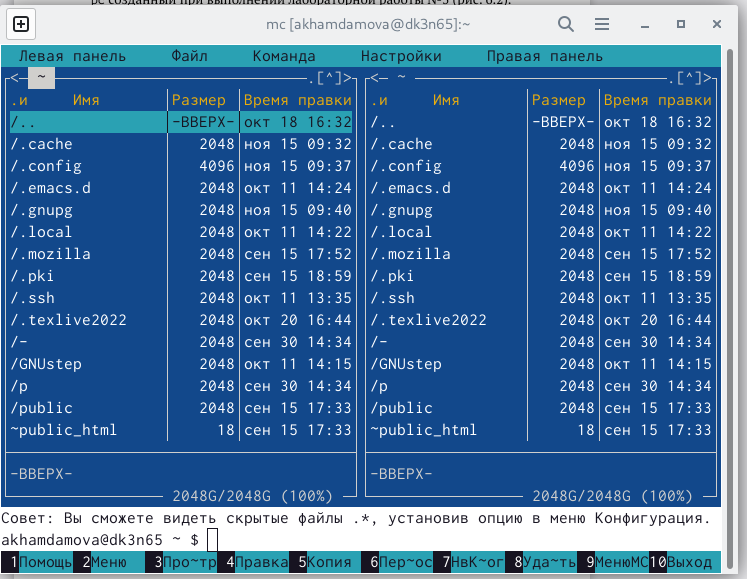 рс созданный при выполнении лабораторной работы №5 (рис. 6.2).
mc [akhamdamova@dk3n65]:~
Левая панель Файл Команда Настройки Правая панель
<— ~ .[^]> <— ~ .[^]>
.и Имя Размер Время правки .и Имя Размер Время правки
/.. -ВВЕРХ- окт 18 16:32 /.. -ВВЕРХ- окт 18 16:32
/.cache 2048 ноя 15 09:32 /.cache 2048 ноя 15 09:32
/.config 4096 ноя 15 09:37 /.config 4096 ноя 15 09:37
/.emacs.d 2048 окт 11 14:24 /.emacs.d 2048 окт 11 14:24
/.gnupg 2048 ноя 15 09:40 /.gnupg 2048 ноя 15 09:40
/.local 2048 окт 11 14:22 /.local 2048 окт 11 14:22
/.mozilla 2048 сен 15 17:52 /.mozilla 2048 сен 15 17:52
/.pki 2048 сен 15 18:59 /.pki 2048 сен 15 18:59
/.ssh 2048 окт 11 13:35 /.ssh 2048 окт 11 13:35
/.texlive2022 2048 окт 20 16:44 /.texlive2022 2048 окт 20 16:44
/- 2048 сен 30 14:34 /- 2048 сен 30 14:34
/GNUstep 2048 окт 11 14:15 /GNUstep 2048 окт 11 14:15
/p 2048 сен 30 14:34 /p 2048 сен 30 14:34
/public 2048 сен 15 17:33 /public 2048 сен 15 17:33
~public_html 18 сен 15 17:33 ~public_html 18 сен 15 17:33
-ВВЕРХ- -ВВЕРХ-
2048G/2048G (100%) 2048G/2048G (100%)
Совет: Вы сможете видеть скрытые файлы .*, установив опцию в меню Конфигурация.
akhamdamova@dk3n65 ~ $
1Помощь 2Меню 3Про~тр 4Правка 5Копия 6Пер~ос 7НвК~ог 8Уда~ть 9МенюMC 10Выход